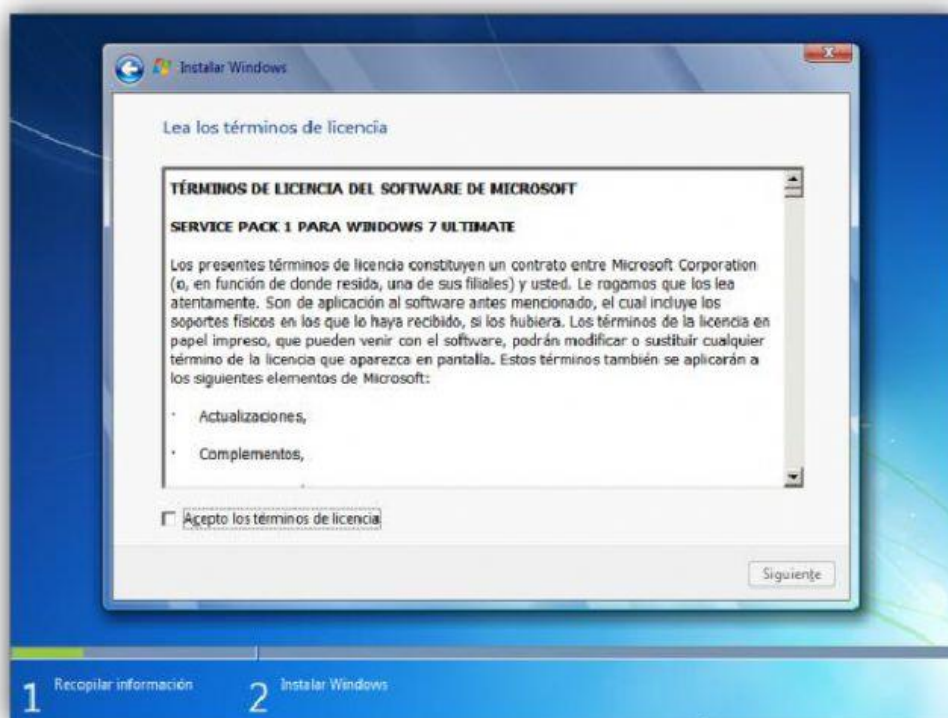 Instalar Windows
Lea los términos de licencia
TÉRMINOS DE LICENCIA DEL SOFTWARE DE MICROSOFT
SERVICE PACK 1 PARA WINDOWS 7 ULTIMATE
Los presentes términos de licencia constituyen un contrato entre Microsoft Corporation
(o, en función de donde resida, una de sus filiales) y usted. Le rogamos que los lea
atentamente. Son de aplicación al software antes mencionado, el cual incluye los
soportes físicos en los que lo haya recibido, si los hubiera. Los términos de la licencia en
papel impreso, que pueden venir con el software, podrán modificar o sustituir cualquier
término de la licencia que aparezca en pantalla. Estos términos también se aplicarán a
los siguientes elementos de Microsoft:
· Actualizaciones,
· Complementos,
Acepto los términos de licencia
Siguiente
1 Recopilar información
2 Instalar Windows